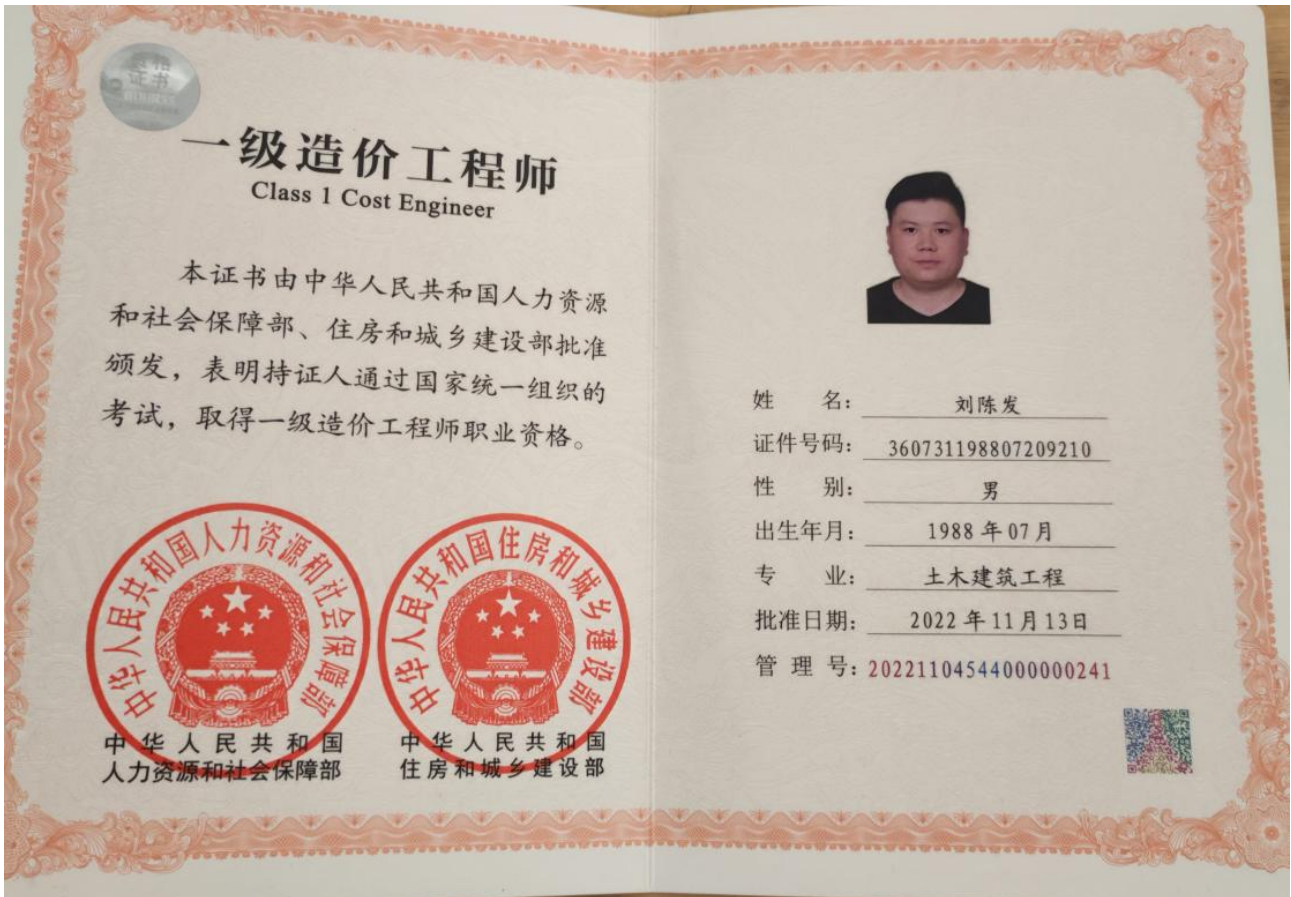 资格
证书
一级造价工程师
Class 1 Cost Engineer
本证书由中华人民共和国人力资源
和社会保障部、住房和城乡建设部批准
颁发，表明持证人通过国家统一组织的
考试，取得一级造价工程师职业资格。
中华人民共和国人力资源和社会保障部
中华人民共和国住房和城乡建设部
中华人民共和国
人力资源和社会保障部
中华人民共和国
住房和城乡建设部
姓名：刘陈发
证件号码：360731198807209210
性别：男
出生年月：1988年07月
专业：土木建筑工程
批准日期：2022年11月13日
管理号：20221104544000000241